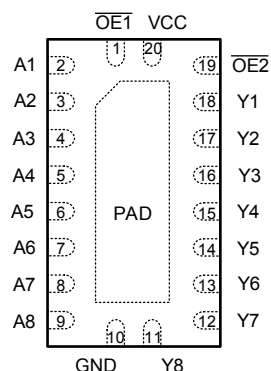 OE1 VCC
1 20
A1 2 19 OE2
A2 3 18 Y1
A3 4 17 Y2
A4 5 16 Y3
A5 6 PAD 15 Y4
A6 7 14 Y5
A7 8 13 Y6
A8 9 12 Y7
10 11
GND Y8